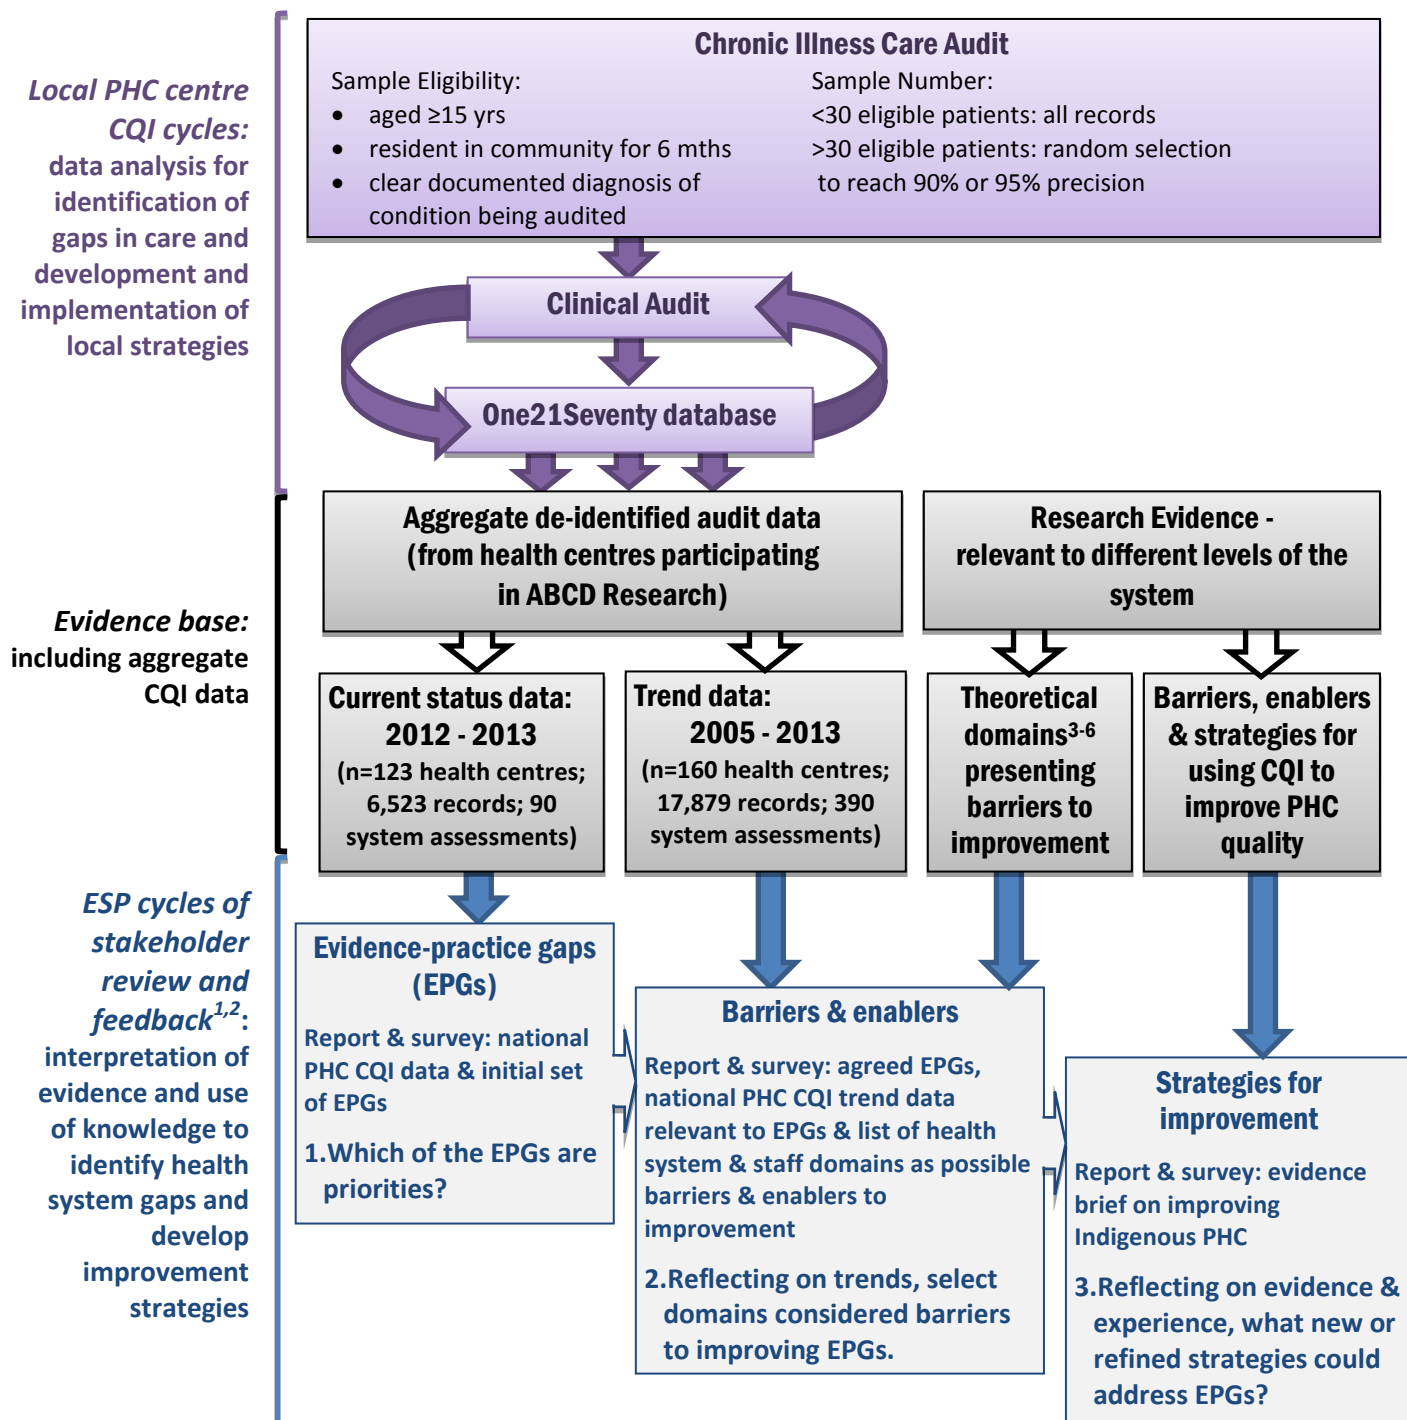 Local PHC centre
CQI cycles:
data analysis for
identification of
gaps in care and
development and
implementation of
local strategies
Chronic Illness Care Audit
Sample Eligibility:
• aged ≥15 yrs
• resident in community for 6 mths
• clear documented diagnosis of
condition being audited
Sample Number:
<30 eligible patients: all records
>30 eligible patients: random selection
to reach 90% or 95% precision
Clinical Audit
One21Seventy database
Evidence base:
including aggregate
CQI data
Aggregate de-identified audit data
(from health centres participating
in ABCD Research)
Research Evidence -
relevant to different levels of the
system
Current status data:
2012 - 2013
(n=123 health centres;
6,523 records; 90
system assessments)
Trend data:
2005 - 2013
(n=160 health centres;
17,879 records; 390
system assessments)
Theoretical
domains3-6
presenting
barriers to
improvement
Barriers, enablers
& strategies for
using CQI to
improve PHC
quality
ESP cycles of
stakeholder
review and
feedback1,2:
interpretation of
evidence and use
of knowledge to
identify health
system gaps and
develop
improvement
strategies
Evidence-practice gaps
(EPGs)
Report & survey: national
PHC CQI data & initial set
of EPGs
1.Which of the EPGs are
priorities?
Barriers & enablers
Report & survey: agreed EPGs,
national PHC CQI trend data
relevant to EPGs & list of health
system & staff domains as possible
barriers & enablers to
improvement
2.Reflecting on trends, select
domains considered barriers
to improving EPGs.
Strategies for
improvement
Report & survey: evidence
brief on improving
Indigenous PHC
3.Reflecting on evidence &
experience, what new or
refined strategies could
address EPGs?